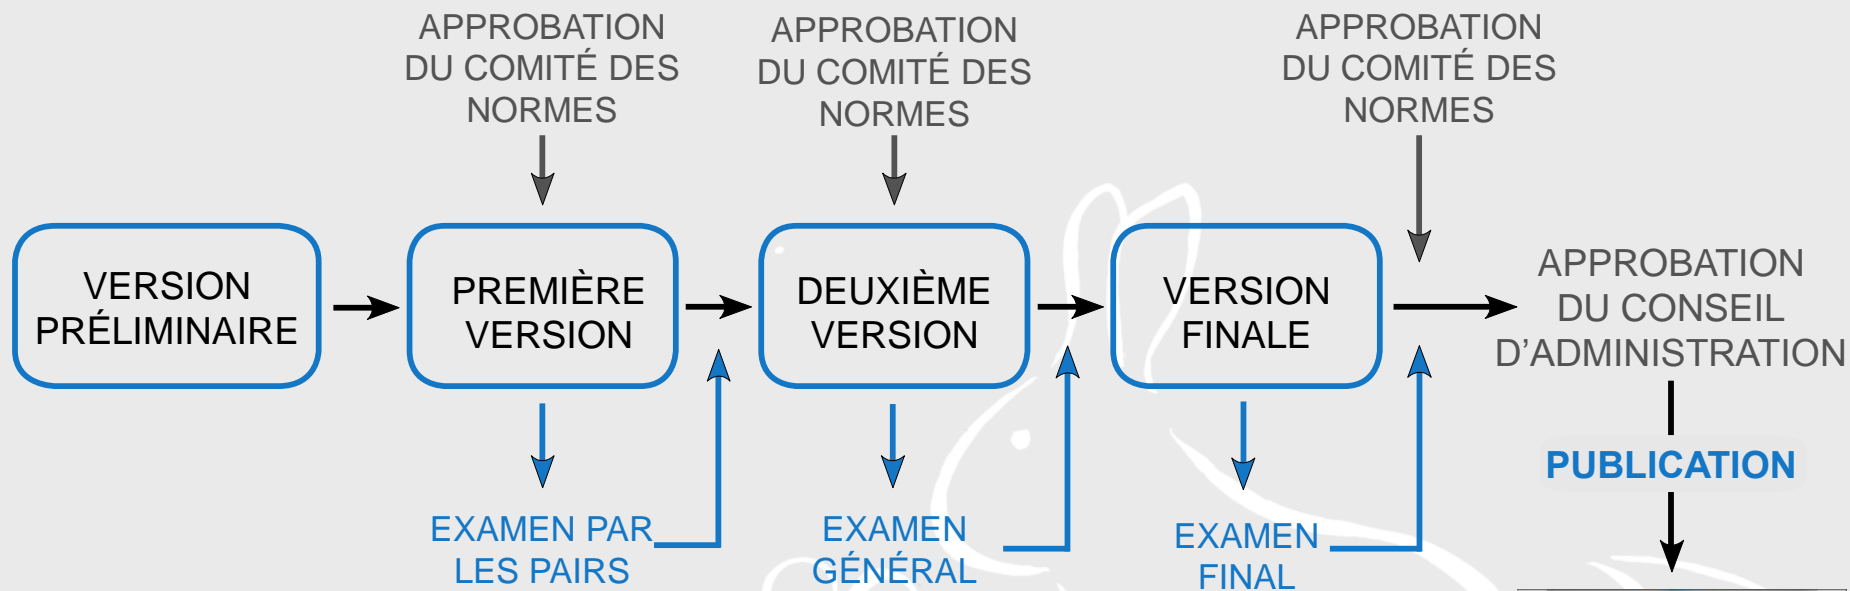 APPROBATION
DU COMITÉ DES
NORMES
APPROBATION
DU COMITÉ DES
NORMES
APPROBATION
DU COMITÉ DES
NORMES
VERSION
PRÉLIMINAIRE
PREMIÈRE
VERSION
DEUXIÈME
VERSION
VERSION
FINALE
APPROBATION
DU CONSEIL
D’ADMINISTRATION
PUBLICATION
EXAMEN PAR
LES PAIRS
EXAMEN
GÉNÉRAL
EXAMEN
FINAL